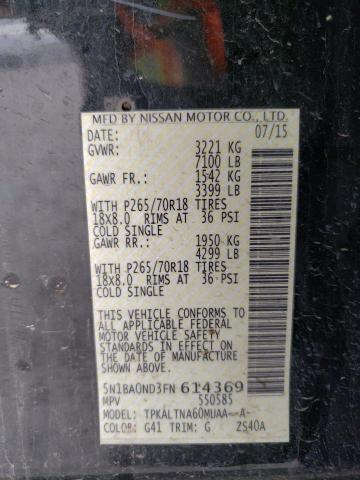 MFD BY NISSAN MOTOR CO., LTD.
DATE: 07/15
GVWR: 3221 KG
7100 LB
GAWR FR.: 1542 KG
3399 LB
WITH P265/70R18 TIRES
18X8.0 RIMS AT 36 PSI
COLD SINGLE
GAWR RR.: 1950 KG
4299 LB
WITH P265/70R18 TIRES
18X8.0 RIMS AT 36 PSI
COLD SINGLE
THIS VEHICLE CONFORMS TO
ALL APPLICABLE FEDERAL
MOTOR VEHICLE SAFETY
STANDARDS IN EFFECT ON
THE DATE OF MANUFACTURE
SHOWN ABOVE.
5N1BA0ND3FN 614369
MPV 550585
MODEL: TPKALTNA60MUAA--A-
COLOR: G41 TRIM: G ZS40A